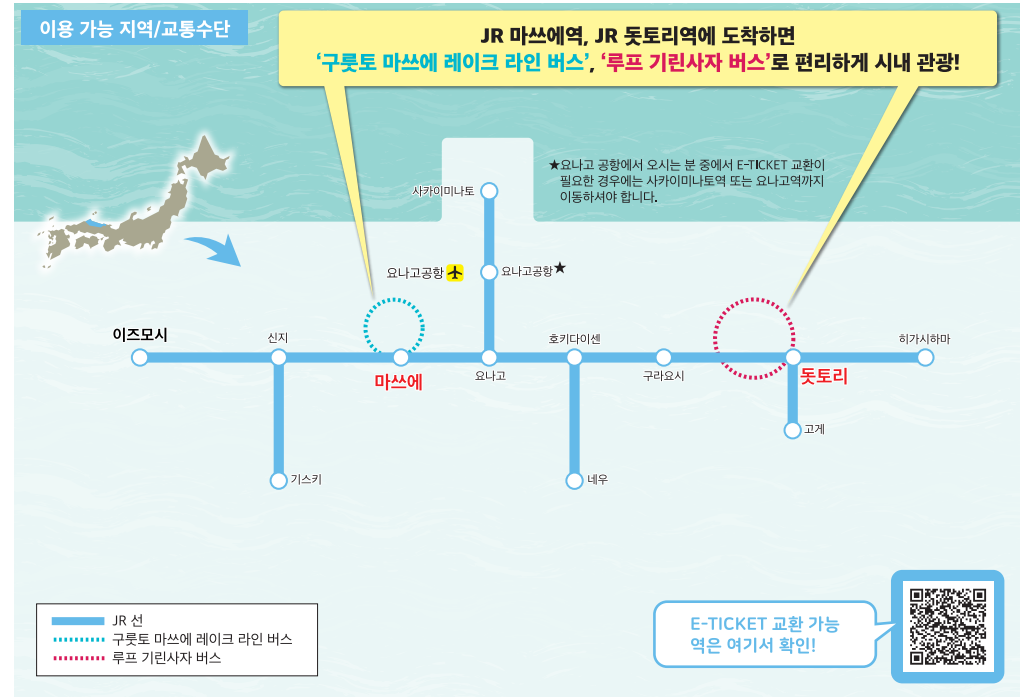 이용 가능 지역/교통수단
JR 마쓰에역, JR 돗토리역에 도착하면
‘구룻토 마쓰에 레이크 라인 버스’, ‘루프 기린사자 버스’로 편리하게 시내 관광!
★요나고 공항에서 오시는 분 중에서 E-TICKET 교환이
필요한 경우에는 사카이미나토역 또는 요나고역까지
이동하셔야 합니다.
사카이미나토
요나고공항
요나고공항★
이즈모시
신지
마쓰에
요나고
호키다이센
구라요시
돗토리
히가시하마
고게
기스키
네우
JR 선
구룻토 마쓰에 레이크 라인 버스
루프 기린사자 버스
E-TICKET 교환 가능
역은 여기서 확인!